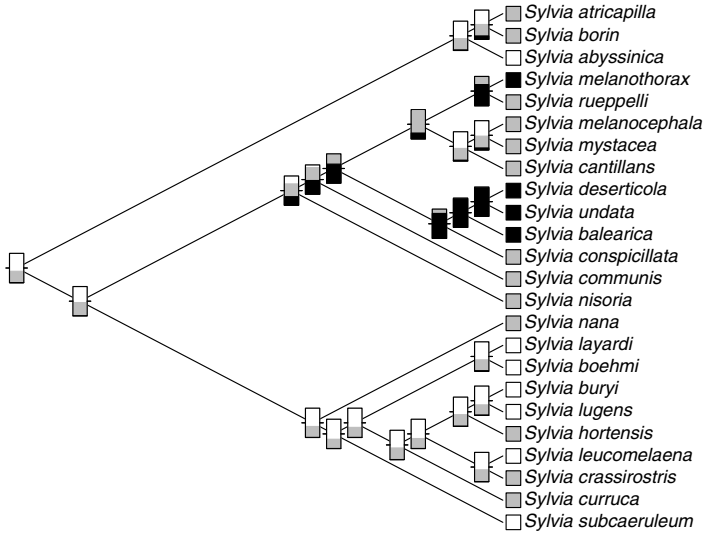 Sylvia atricapilla
Sylvia borin
Sylvia abyssinica
Sylvia melanothorax
Sylvia rueppelli
Sylvia melanocephala
Sylvia mystacea
Sylvia cantillans
Sylvia deserticola
Sylvia undata
Sylvia balearica
Sylvia conspicillata
Sylvia communis
Sylvia nisoria
Sylvia nana
Sylvia layardi
Sylvia boehmi
Sylvia buryi
Sylvia lugens
Sylvia hortensis
Sylvia leucomelaena
Sylvia crassirostris
Sylvia curruca
Sylvia subcaeruleum